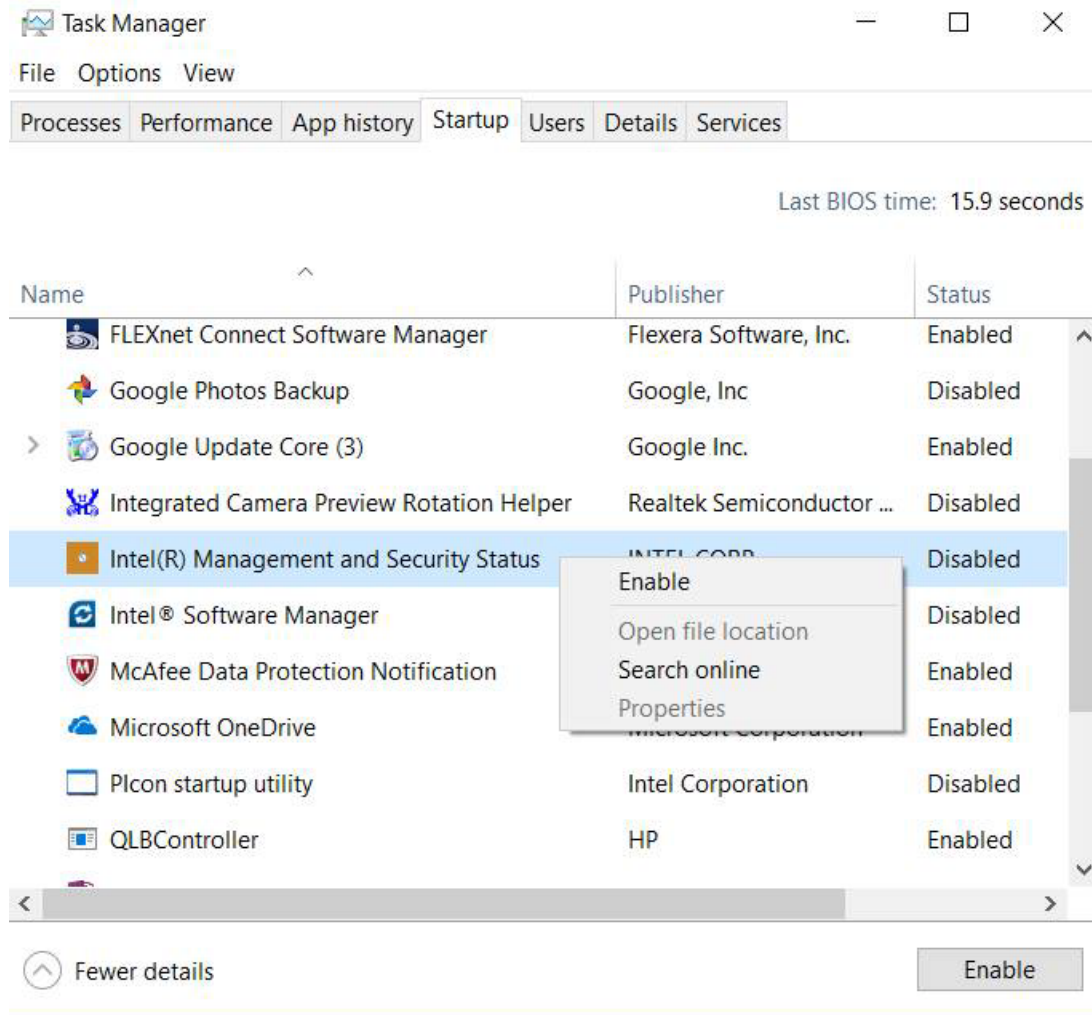 Task Manager
File Options View
Processes Performance App history Startup Users Details Services
Last BIOS time: 15.9 seconds
Name Publisher Status
FLEXnet Connect Software Manager Flexera Software, Inc. Enabled
Google Photos Backup Google, Inc Disabled
Google Update Core (3) Google Inc. Enabled
Integrated Camera Preview Rotation Helper Realtek Semiconductor ... Disabled
Intel(R) Management and Security Status INTEL CORP Disabled
Enable
Intel® Software Manager Disabled
Open file location
McAfee Data Protection Notification Enabled
Search online
Properties
Microsoft OneDrive Microsoft Corporation Enabled
PIcon startup utility Intel Corporation Disabled
QLBController HP Enabled
Fewer details Enable